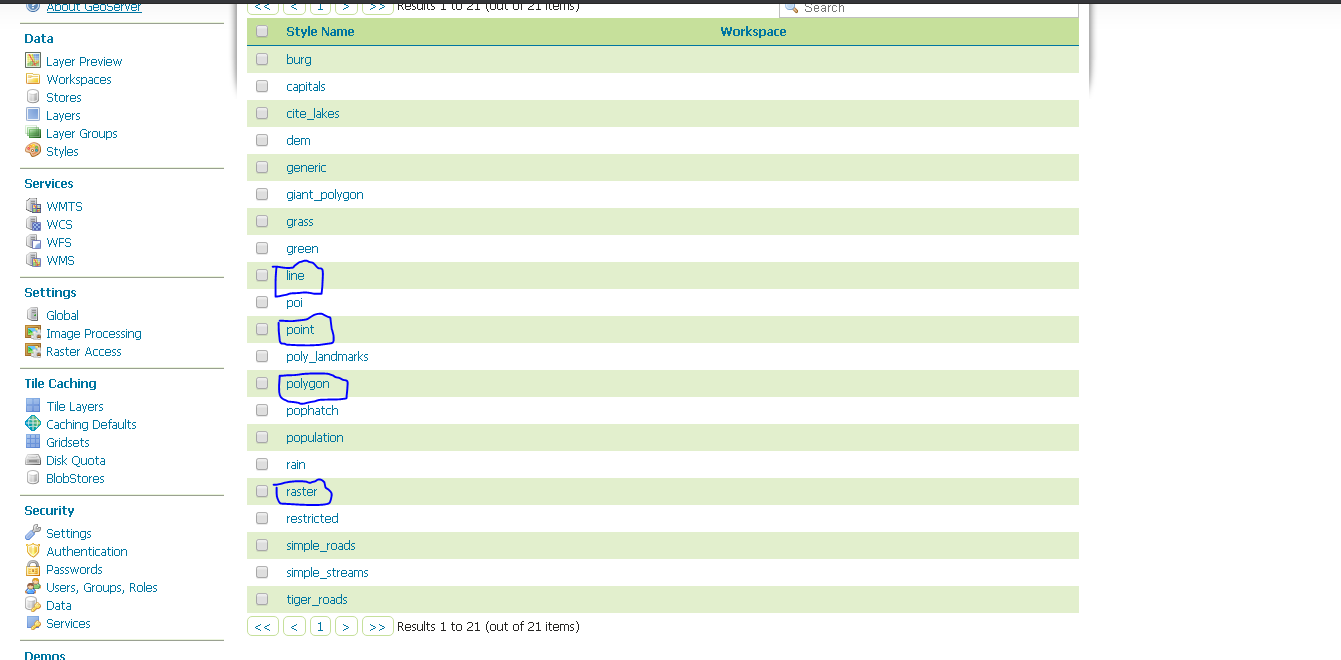 About GeoServer
Data
Layer Preview
Workspaces
Stores
Layers
Layer Groups
Styles
Services
WMTS
WCS
WFS
WMS
Settings
Global
Image Processing
Raster Access
Tile Caching
Tile Layers
Caching Defaults
Gridsets
Disk Quota
BlobStores
Security
Settings
Authentication
Passwords
Users, Groups, Roles
Data
Services
Demos
<< < 1 > >> Results 1 to 21 (out of 21 items) Search
Style Name Workspace
burg
capitals
cite_lakes
dem
generic
giant_polygon
grass
green
line
poi
point
poly_landmarks
polygon
pophatch
population
rain
raster
restricted
simple_roads
simple_streams
tiger_roads
<< < 1 > >> Results 1 to 21 (out of 21 items)